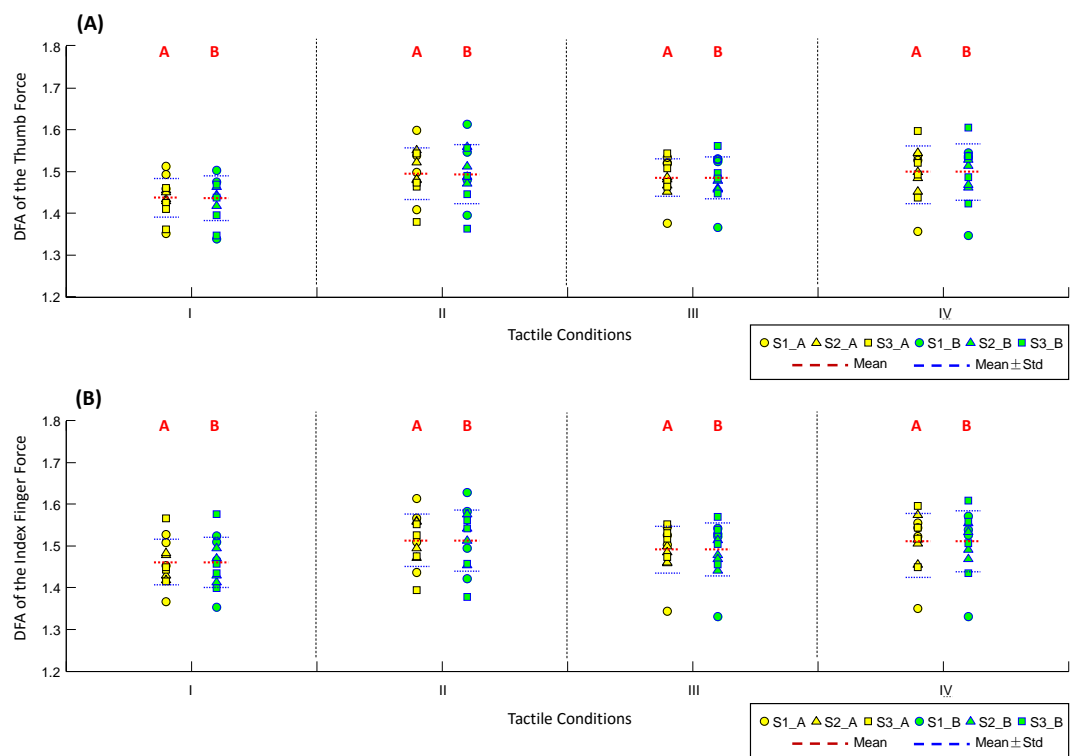 (A)
A B A B A B A B
1.8
1.7
1.6
1.5
1.4
1.3
1.2
DFA of the Thumb Force
I II III IV
Tactile Conditions
S1_A S2_A S3_A S1_B S2_B S3_B
Mean Mean±Std
(B)
A B A B A B A B
1.8
1.7
1.6
1.5
1.4
1.3
1.2
DFA of the Index Finger Force
I II III IV
Tactile Conditions
S1_A S2_A S3_A S1_B S2_B S3_B
Mean Mean±Std